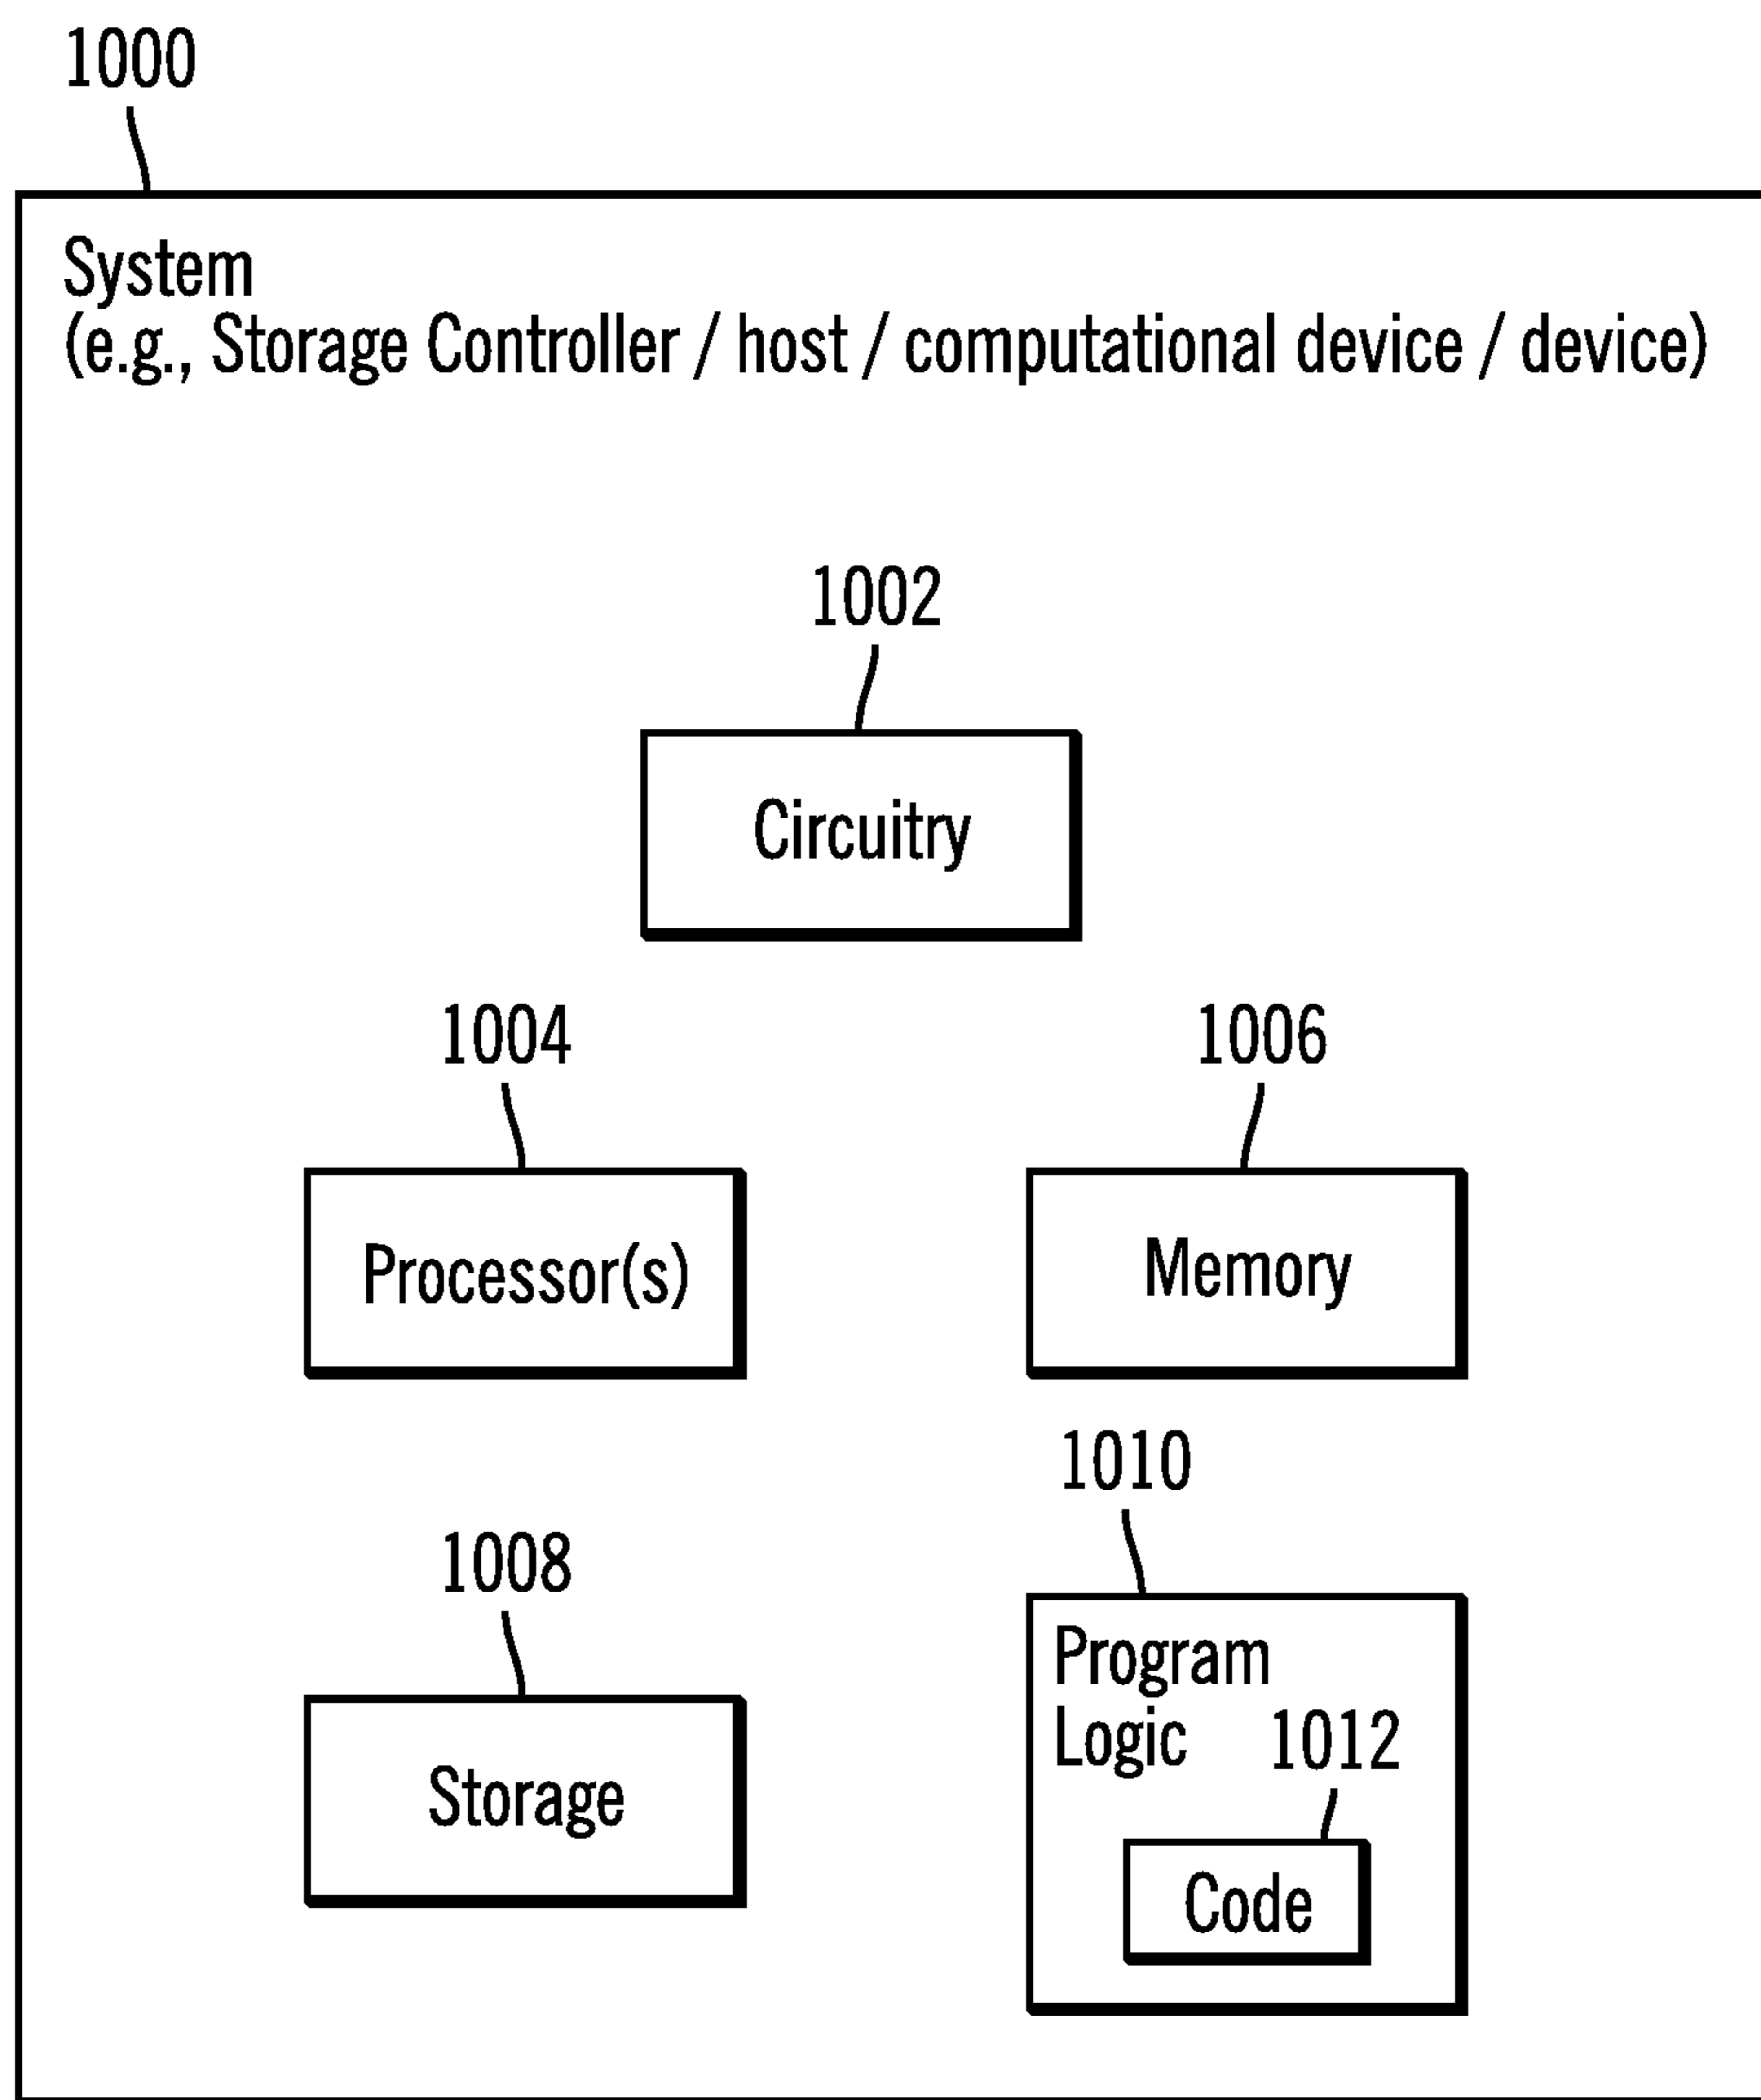 1000
System
(e.g., Storage Controller / host / computational device / device)
1002
Circuitry
1004
1006
Processor(s)
Memory
1010
1008
Program
Logic 1012
Storage
Code